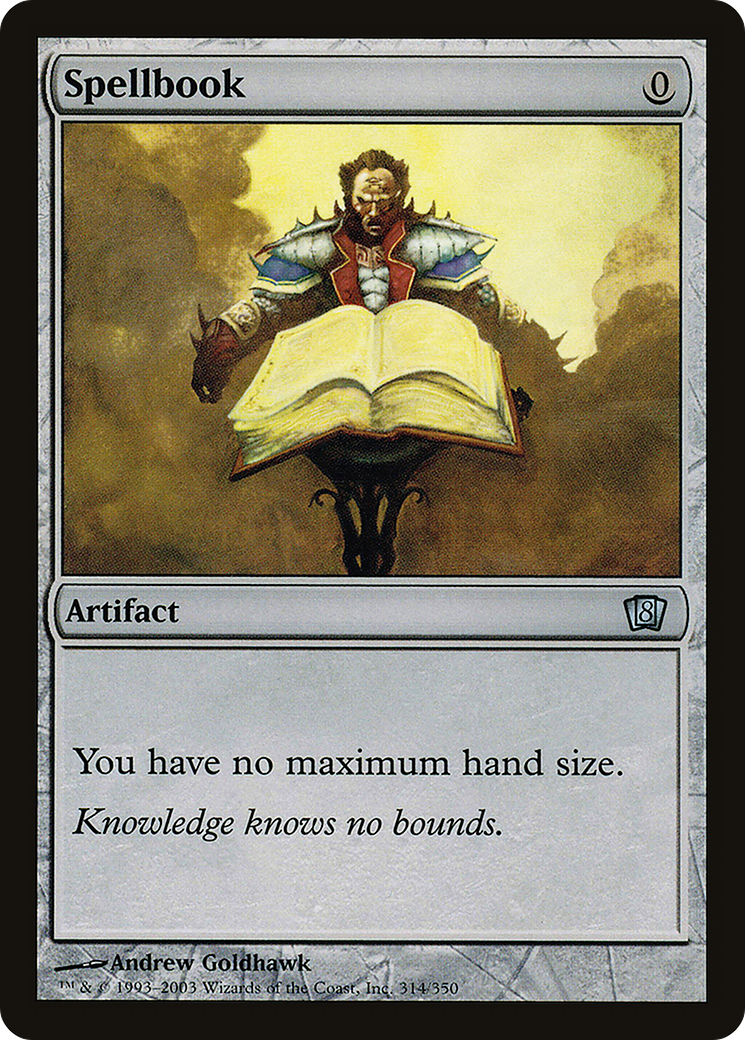 Spellbook 0
Artifact 8
You have no maximum hand size.
Knowledge knows no bounds.
Andrew Goldhawk
™ & © 1993–2003 Wizards of the Coast, Inc. 314/350